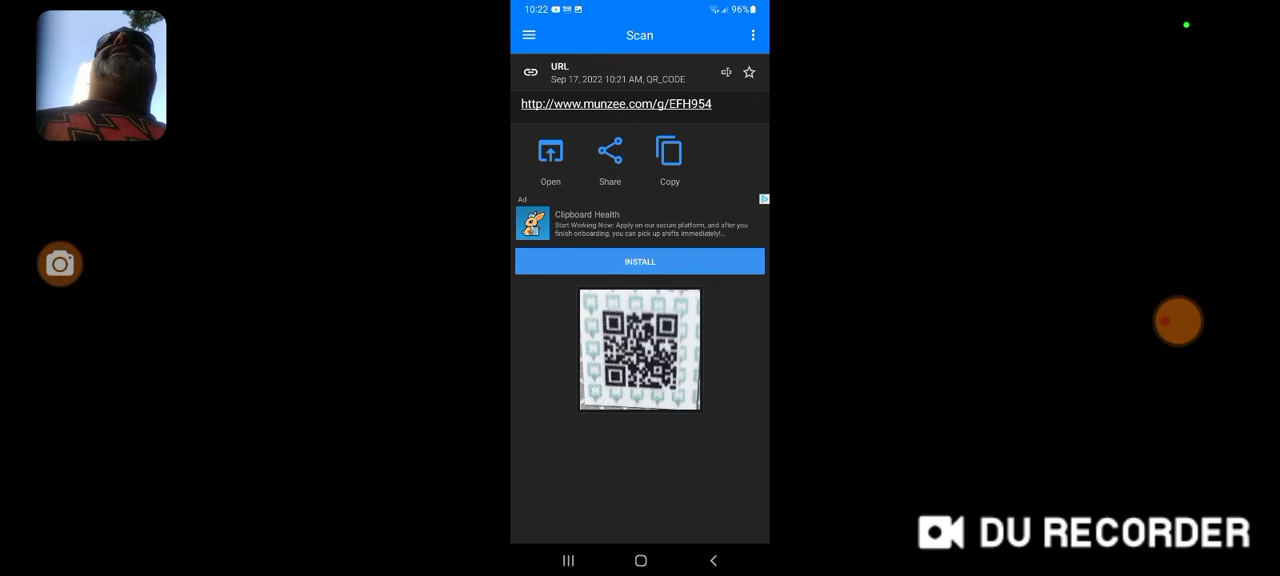 10:22
96%
Scan
URL
Sep 17, 2022 10:21 AM, QR_CODE
http://www.munzee.com/g/EFH954
Open
Share
Copy
Ad
Clipboard Health
Start Working Now: Apply on our secure platform, and after you
finish onboarding, you can pick up shifts immediately!...
INSTALL
DU RECORDER